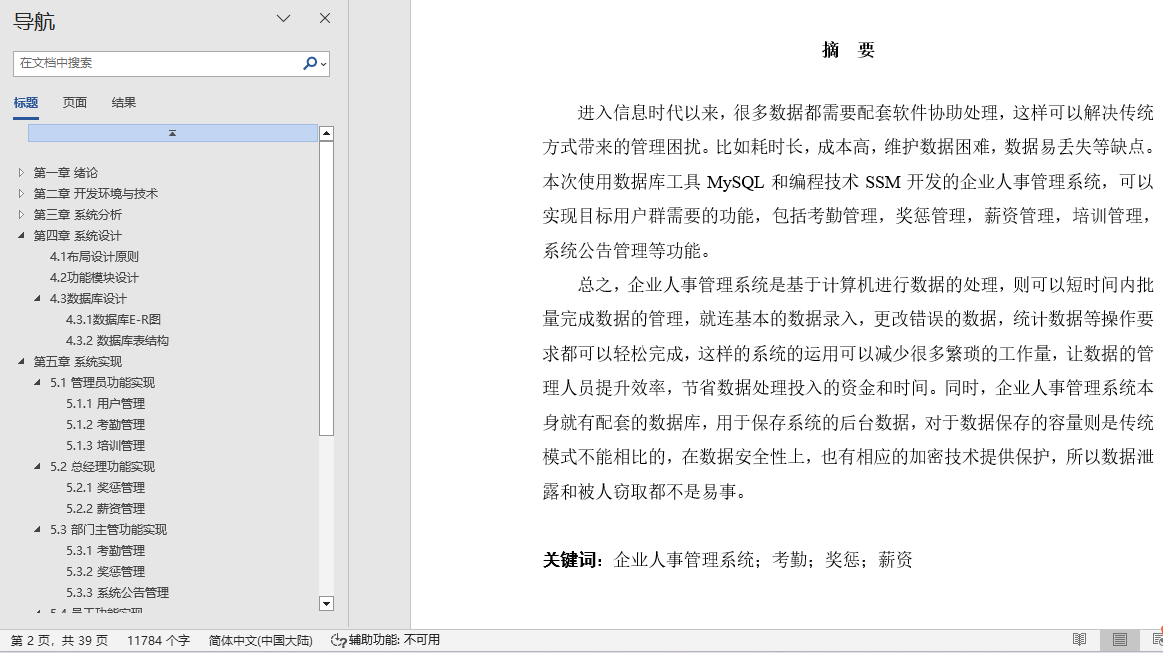 导航
在文档中搜索
标题 页面 结果
第一章 绪论
第二章 开发环境与技术
第三章 系统分析
第四章 系统设计
4.1布局设计原则
4.2功能模块设计
4.3数据库设计
4.3.1数据库E-R图
4.3.2 数据库表结构
第五章 系统实现
5.1 管理员功能实现
5.1.1 用户管理
5.1.2 考勤管理
5.1.3 培训管理
5.2 总经理功能实现
5.2.1 奖惩管理
5.2.2 薪资管理
5.3 部门主管功能实现
5.3.1 考勤管理
5.3.2 奖惩管理
5.3.3 系统公告管理
5.4 员工功能实现
摘 要
进入信息时代以来，很多数据都需要配套软件协助处理，这样可以解决传统
方式带来的管理困扰。比如耗时长，成本高，维护数据困难，数据易丢失等缺点。
本次使用数据库工具 MySQL 和编程技术 SSM 开发的企业人事管理系统，可以
实现目标用户群需要的功能，包括考勤管理，奖惩管理，薪资管理，培训管理，
系统公告管理等功能。
总之，企业人事管理系统是基于计算机进行数据的处理，则可以短时间内批
量完成数据的管理，就连基本的数据录入，更改错误的数据，统计数据等操作要
求都可以轻松完成，这样的系统的运用可以减少很多繁琐的工作量，让数据的管
理人员提升效率，节省数据处理投入的资金和时间。同时，企业人事管理系统本
身就有配套的数据库，用于保存系统的后台数据，对于数据保存的容量则是传统
模式不能相比的，在数据安全性上，也有相应的加密技术提供保护，所以数据泄
露和被人窃取都不是易事。
关键词：企业人事管理系统；考勤；奖惩；薪资
第 2 页，共 39 页 11784 个字 简体中文(中国大陆) 辅助功能: 不可用